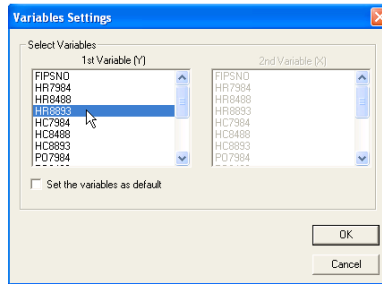 Variables Settings
Select Variables
1st Variable (Y)
2nd Variable (X)
FIPSNO
HR7984
HR8488
HR8893
HC7984
HC8488
HC8893
PO7984
FIPSNO
HR7984
HR8488
HR8893
HC7984
HC8488
HC8893
PO7984
Set the variables as default
OK
Cancel